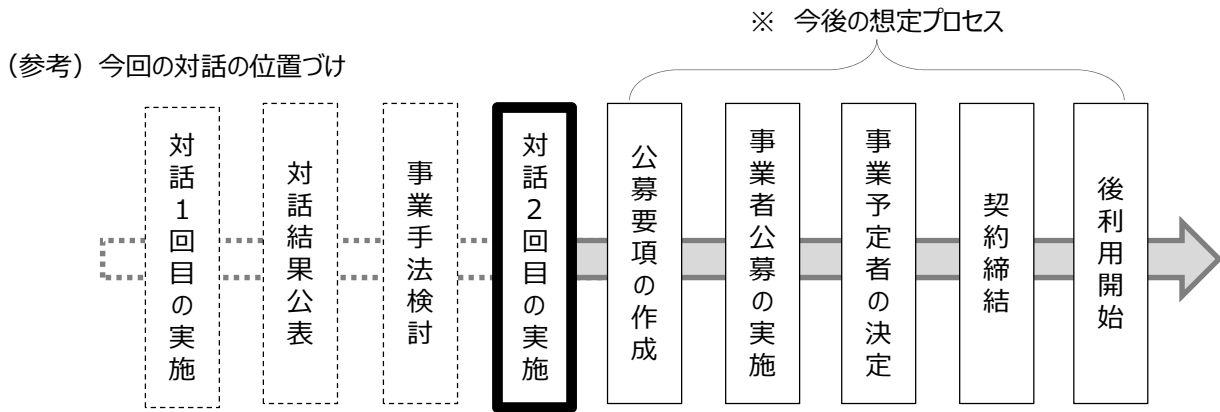 ※ 今後の想定プロセス
（参考）今回の対話の位置づけ
対話1回目の実施
対話結果公表
事業手法検討
対話2回目の実施
公募要項の作成
事業者公募の実施
事業予定者の決定
契約締結
後利用開始